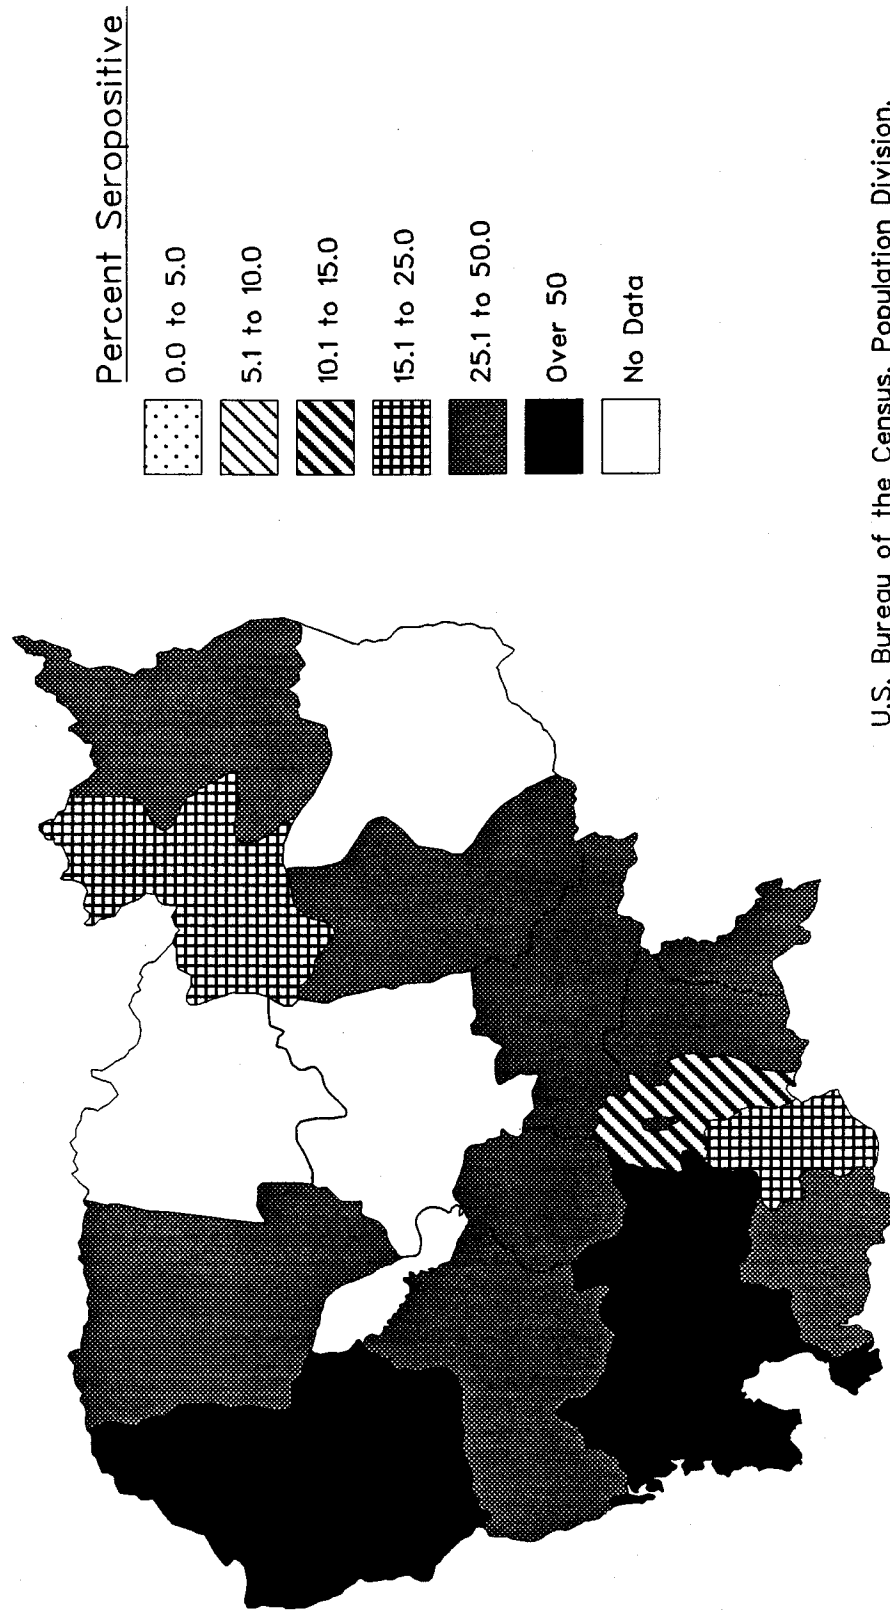 Percent Seropositive
0.0 to 5.0
5.1 to 10.0
10.1 to 15.0
15.1 to 25.0
25.1 to 50.0
Over 50
No Data
U.S. Bureau of the Census, Population Division,